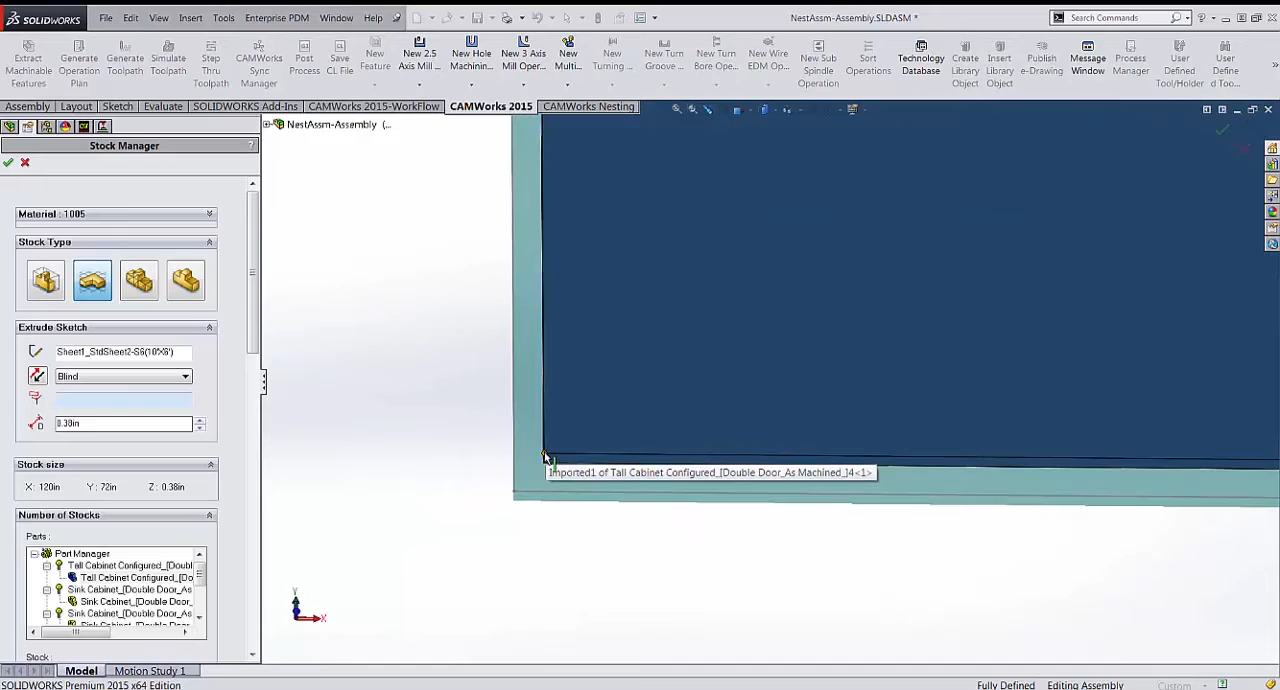 SOLIDWORKS
File Edit View Insert Tools Enterprise PDM Window Help
NestAssm-Assembly.SLDASM *
Search Commands
Extract Machinable Features
Generate Operation Plan
Generate Toolpath
Simulate Toolpath
Step Thru Toolpath
CAMWorks Sync Manager
Post Process
Save CL File
New Feature
New 2.5 Axis Mill ...
New Hole Machinin...
New 3 Axis Mill Oper...
New Multi...
New Turning ...
New Turn Groove ...
New Turn Bore Ope...
New Wire EDM Op...
New Sub Spindle Operation
Sort Operations
Technology Database
Create Library Object
Insert Library Object
Publish e-Drawing
Message Window
Process Manager
User Defined Tool/Holder
User Define d Too...
Assembly Layout Sketch Evaluate SOLIDWORKS Add-Ins CAMWorks 2015-WorkFlow CAMWorks 2015 CAMWorks Nesting
NestAssm-Assembly (...
Stock Manager
?
Material : 1005
Stock Type
Extrude Sketch
Sheet1_StdSheet2-S6(10'X6')
Blind
0.38in
Stock size
X: 120in Y: 72in Z: 0.38in
Number of Stocks
Parts :
Part Manager
Tall Cabinet Configured_[Doubl
Tall Cabinet Configured_[Do
Sink Cabinet_[Double Door_As
Sink Cabinet_[Double Door_
Sink Cabinet_[Double Door_As
Sink Cabinet_[Double Door_
Stock:
Imported1 of Tall Cabinet Configured_[Double Door_As Machined_]4<1>
Y
X
Model Motion Study 1
SOLIDWORKS Premium 2015 x64 Edition
Fully Defined Editing Assembly Custom